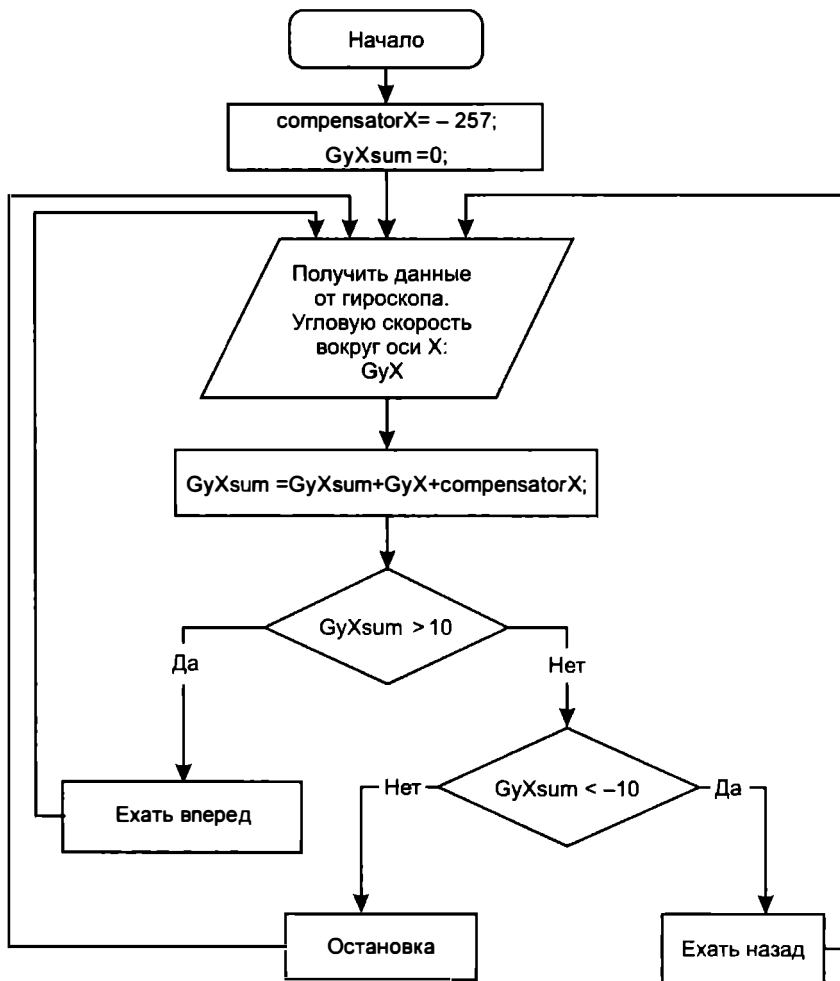 Начало
compensatorX= – 257;
GyXsum =0;
Получить данные
от гироскопа.
Угловую скорость
вокруг оси X:
GyX
GyXsum =GyXsum+GyX+compensatorX;
GyXsum > 10
Да
Нет
Ехать вперед
Нет
GyXsum < –10
Да
Остановка
Ехать назад